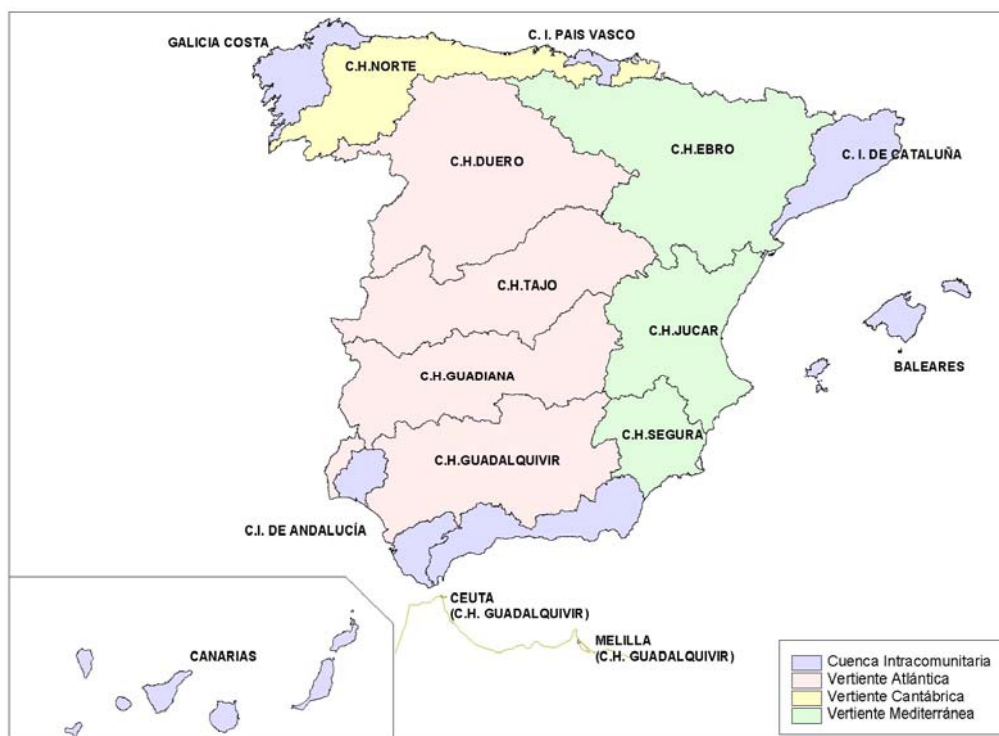 C. I. PAIS VASCO
GALICIA COSTA
C.H.NORTE
C.H.DUERO
C.H.EBRO
C. I. DE CATALUÑA
C.H.TAJO
C.H.JUCAR
BALEARES
C.H.GUADIANA
C.H.SEGURA
C.H.GUADALQUIVIR
C.I. DE ANDALUCÍA
CEUTA
(C.H. GUADALQUIVIR)
MELILLA
(C.H. GUADALQUIVIR)
CANARIAS
Cuenca Intracomunitaria
Vertiente Atlántica
Vertiente Cantábrica
Vertiente Mediterránea